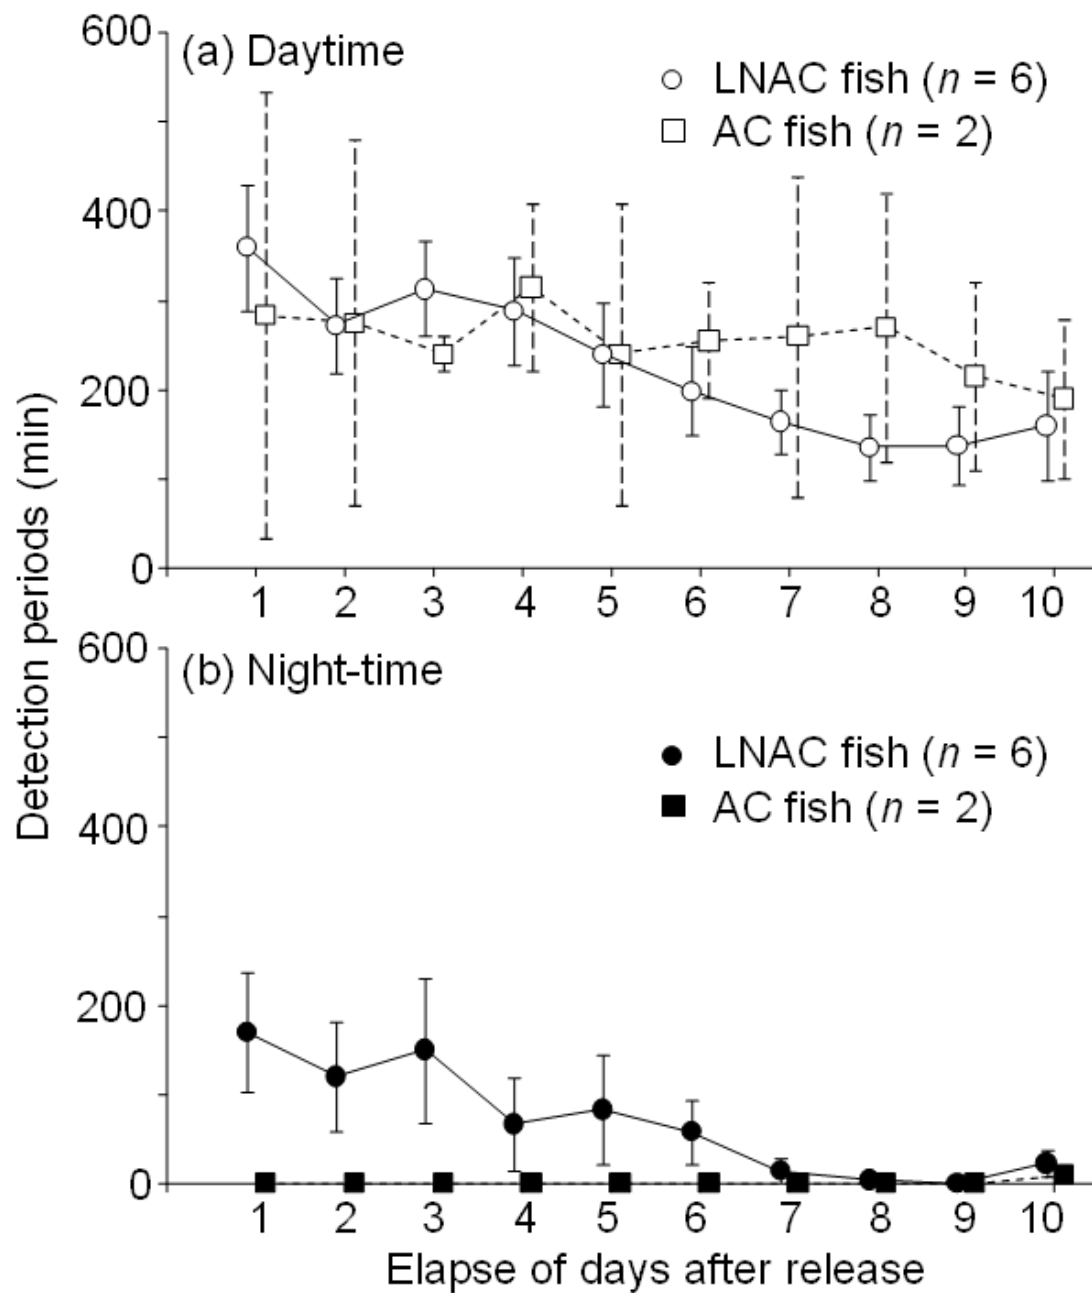 (a) Daytime
LNAC fish (n = 6)
AC fish (n = 2)
600
400
200
0
1 2 3 4 5 6 7 8 9 10
(b) Night-time
LNAC fish (n = 6)
AC fish (n = 2)
600
400
200
0
1 2 3 4 5 6 7 8 9 10
Detection periods (min)
Elapse of days after release